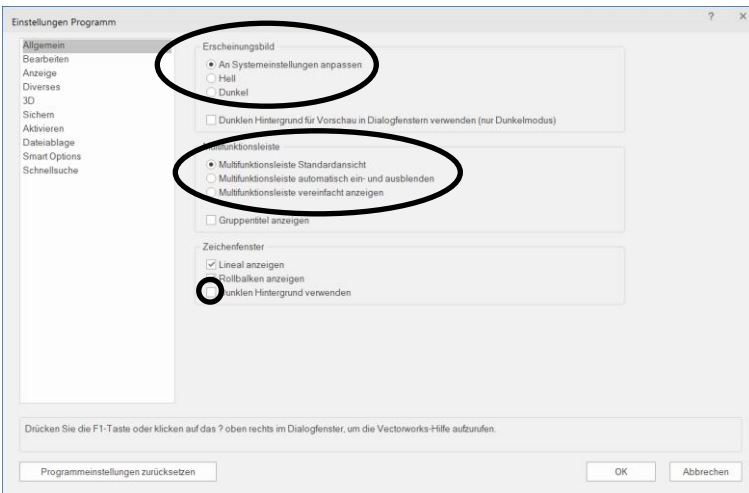 Einstellungen Programm
? ×
Allgemein
Bearbeiten
Anzeige
Diverses
3D
Sichern
Aktivieren
Dateiablage
Smart Options
Schnellsuche
Erscheinungsbild
An Systemeinstellungen anpassen
Hell
Dunkel
Dunklen Hintergrund für Vorschau in Dialogfenstern verwenden (nur Dunkelmodus)
Multifunktionsleiste
Multifunktionsleiste Standardansicht
Multifunktionsleiste automatisch ein- und ausblenden
Multifunktionsleiste vereinfacht anzeigen
Gruppentitel anzeigen
Zeichenfenster
Lineal anzeigen
Rollbalken anzeigen
Dunklen Hintergrund verwenden
Drücken Sie die F1-Taste oder klicken auf das ? oben rechts im Dialogfenster, um die Vectorworks-Hilfe aufzurufen.
Programmeinstellungen zurücksetzen
OK
Abbrechen